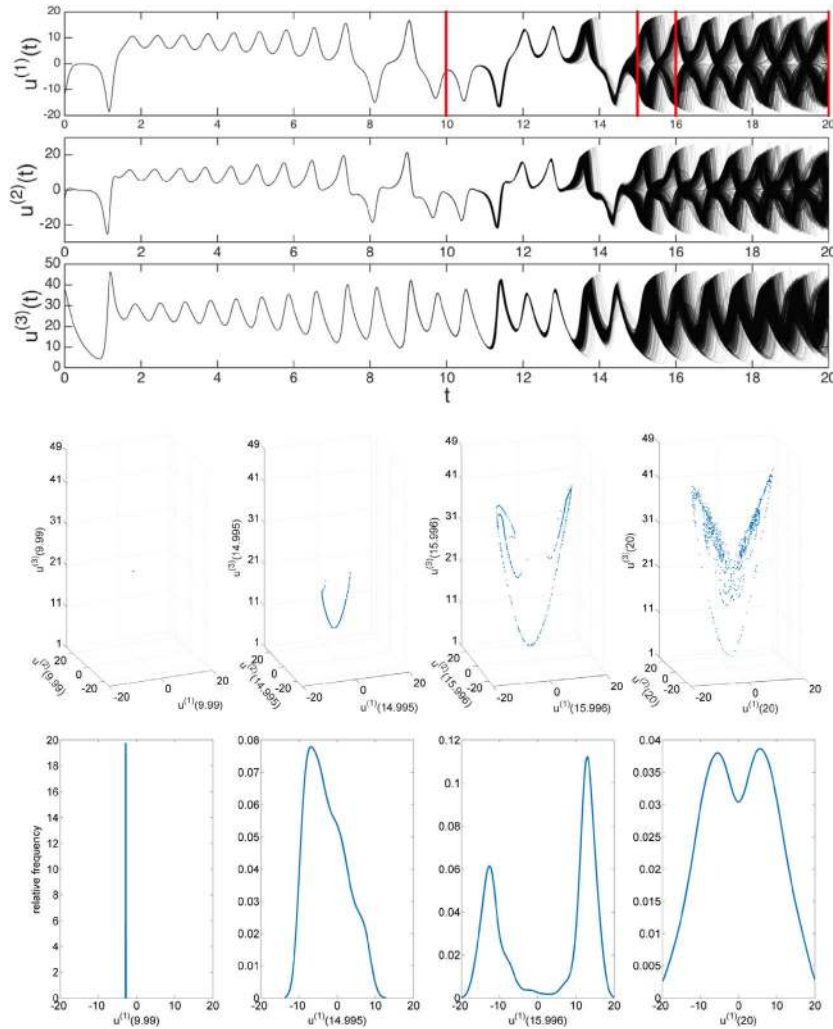 20
10
0
-10
-20
u(1)(t)
0 2 4 6 8 10 12 14 16 18 20
20
0
-20
u(2)(t)
0 2 4 6 8 10 12 14 16 18 20
50
40
30
20
10
0
u(3)(t)
0 2 4 6 8 10 12 14 16 18 20
t
49
41
31
21
11
1
u(3)(9.99)
20
0
-20
u(2)(9.99)
-20 0 20
u(1)(9.99)
49
41
31
21
11
1
u(3)(14.995)
20
0
-20
u(2)(14.995)
-20 0 20
u(1)(14.995)
49
41
31
21
11
1
u(3)(15.996)
20
0
-20
u(2)(15.996)
-20 0 20
u(1)(15.996)
49
41
31
21
11
1
u(3)(20)
20
0
-20
u(2)(20)
-20 0 20
u(1)(20)
20
18
16
14
12
10
8
6
4
2
0
relative frequency
-20 -10 0 10 20
u(1)(9.99)
0.08
0.07
0.06
0.05
0.04
0.03
0.02
0.01
0
-20 -10 0 10 20
u(1)(14.995)
0.12
0.1
0.08
0.06
0.04
0.02
0
-20 -10 0 10 20
u(1)(15.996)
0.04
0.035
0.03
0.025
0.02
0.015
0.01
0.005
0
-20 -10 0 10 20
u(1)(20)